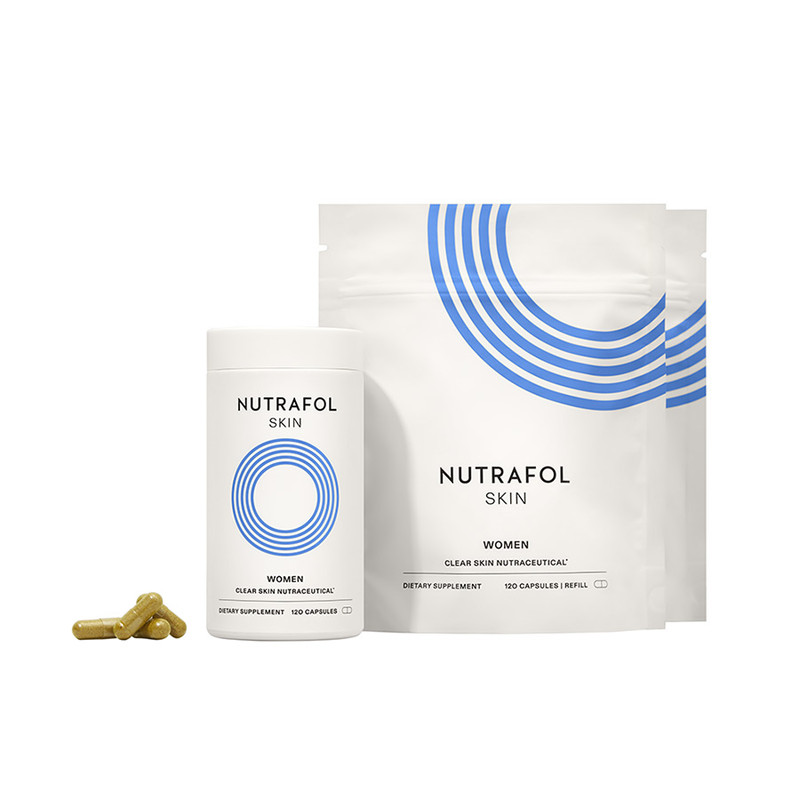 NUTRAFOL
SKIN
WOMEN
CLEAR SKIN NUTRACEUTICAL*
DIETARY SUPPLEMENT 120 CAPSULES
NUTRAFOL
SKIN
WOMEN
CLEAR SKIN NUTRACEUTICAL*
DIETARY SUPPLEMENT 120 CAPSULES | REFILL